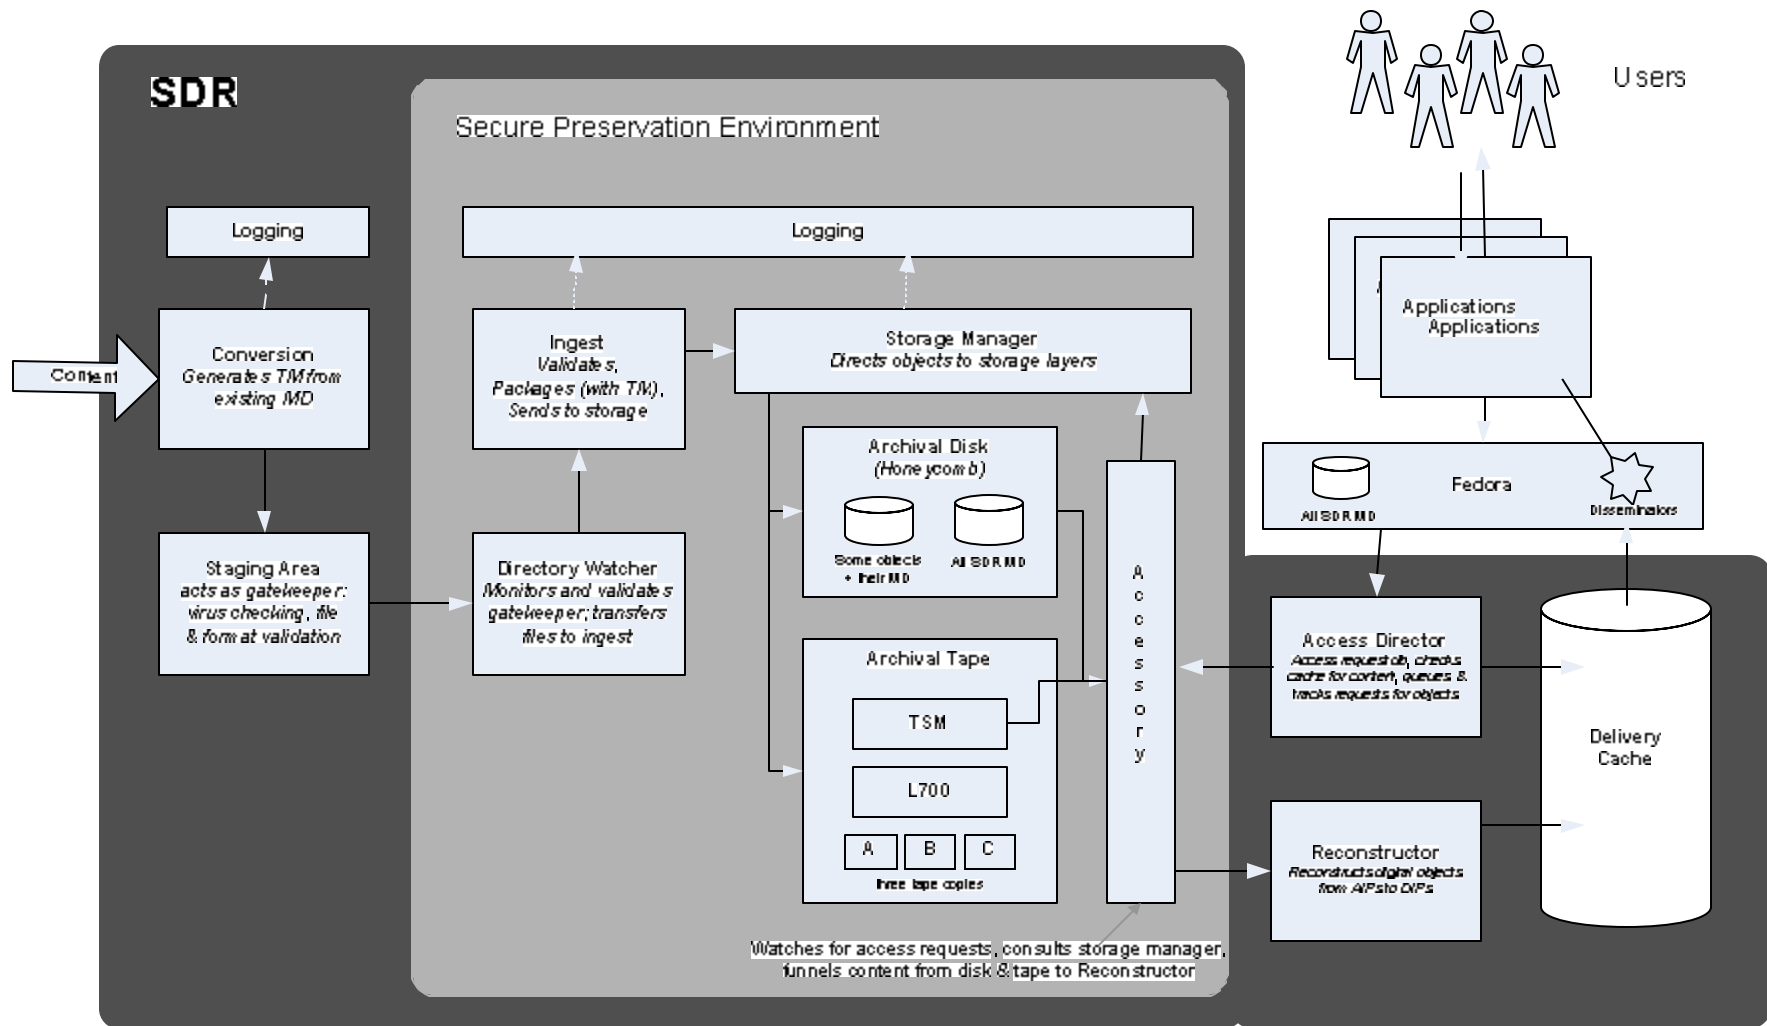 SDR
Secure Preservation Environment
Users
Logging
Logging
Content
Conversion
Generates TM from
existing MD
Ingest
Validates,
Packages (with TM),
Sends to storage
Storage Manager
Directs objects to storage layers
Applications
Applications
Archival Disk
(Honeycomb)
Some objects
+ their MD
All SDR MD
Fedora
All SDR MD
Disseminators
Staging Area
acts as gatekeeper:
virus checking, file
& format validation
Directory Watcher
Monitors and validates
gatekeeper; transfers
files to ingest
Archival Tape
TSM
L700
A B C
three tape copies
Accessory
Access Director
Access request db, checks
cache for content, queues &
tracks requests for objects
Delivery
Cache
Reconstructor
Reconstructs digital objects
from AIPs to DIPs
Watches for access requests, consults storage manager,
funnels content from disk & tape to Reconstructor